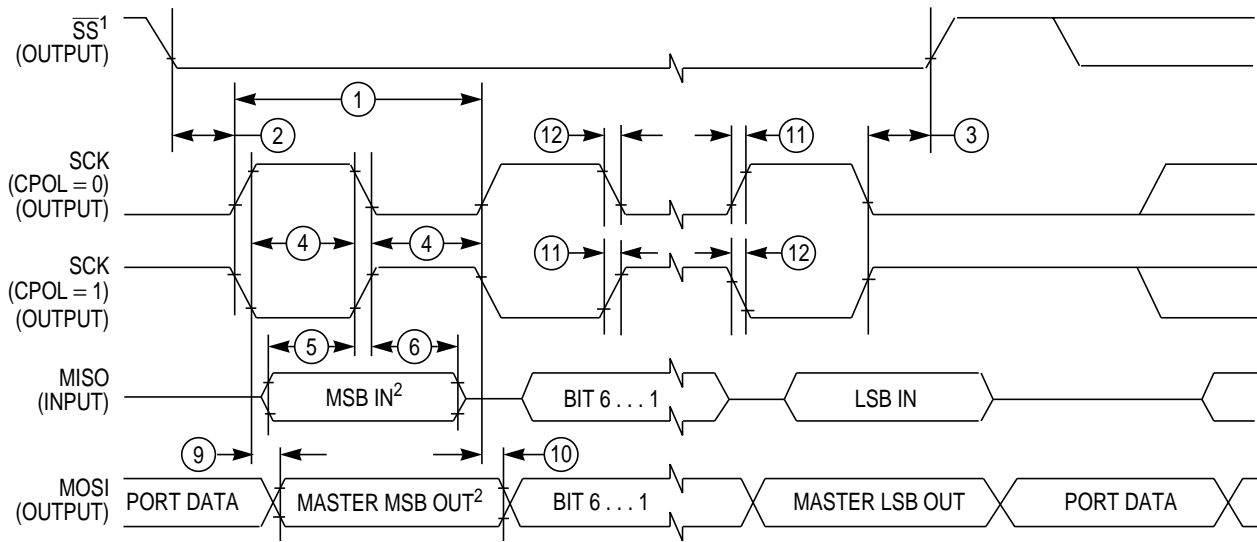 SS¹
(OUTPUT)
1
2
12
11
3
SCK
(CPOL = 0)
(OUTPUT)
4
4
11
12
SCK
(CPOL = 1)
(OUTPUT)
5
6
MISO
(INPUT)
MSB IN²
BIT 6 . . . 1
LSB IN
9
10
MOSI
(OUTPUT)
PORT DATA
MASTER MSB OUT²
BIT 6 . . . 1
MASTER LSB OUT
PORT DATA